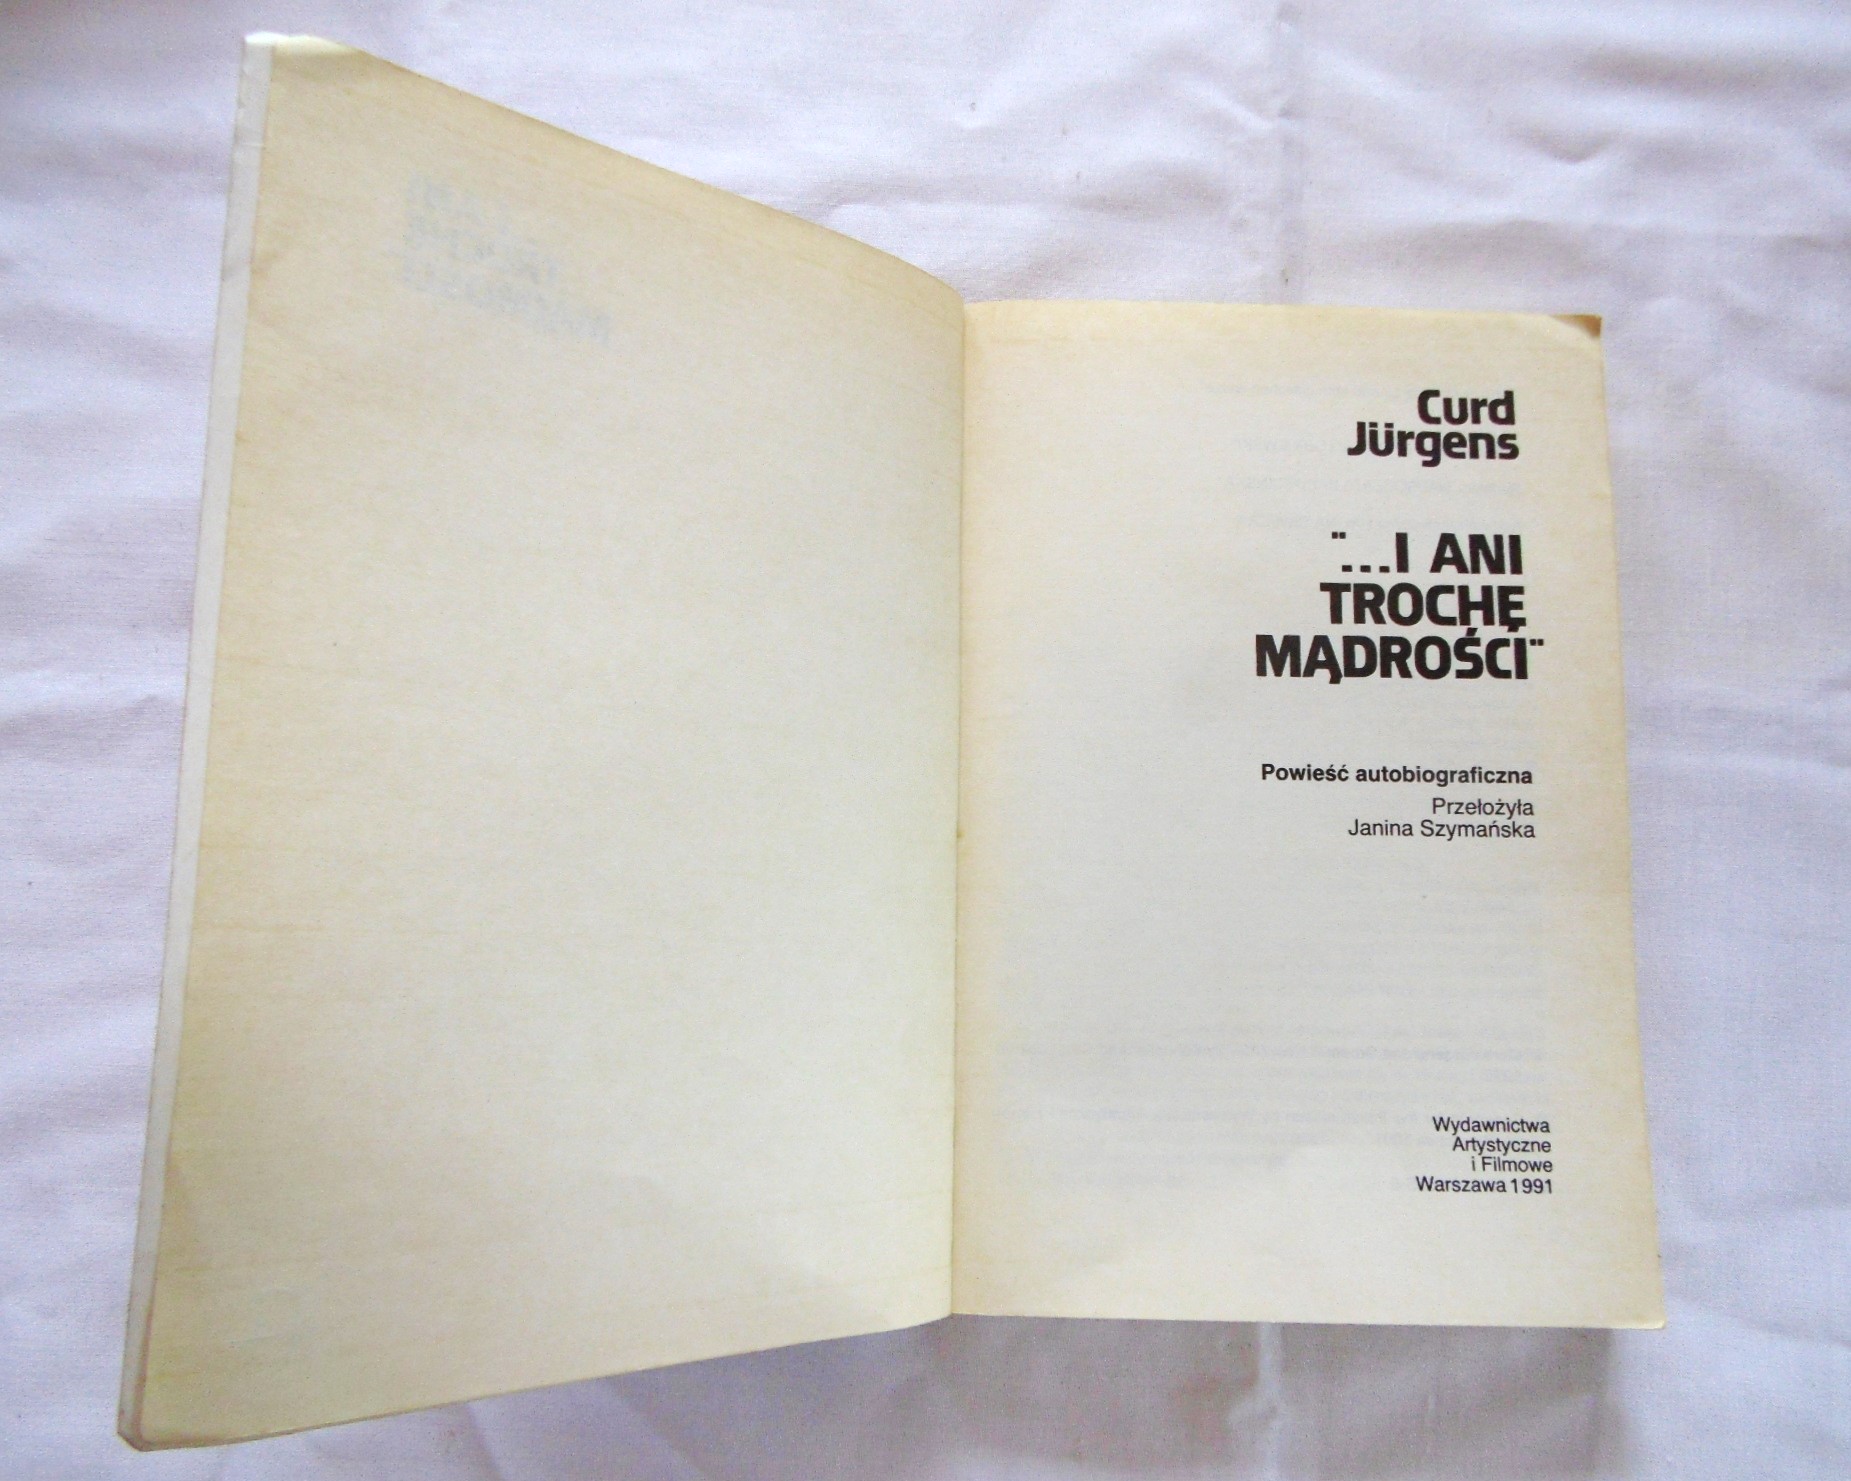 Curd
Jürgens
"...I ANI
TROCHĘ
MĄDROŚCI"
Powieść autobiograficzna
Przełożyła
Janina Szymańska
Wydawnictwa
Artystyczne
i Filmowe
Warszawa 1991